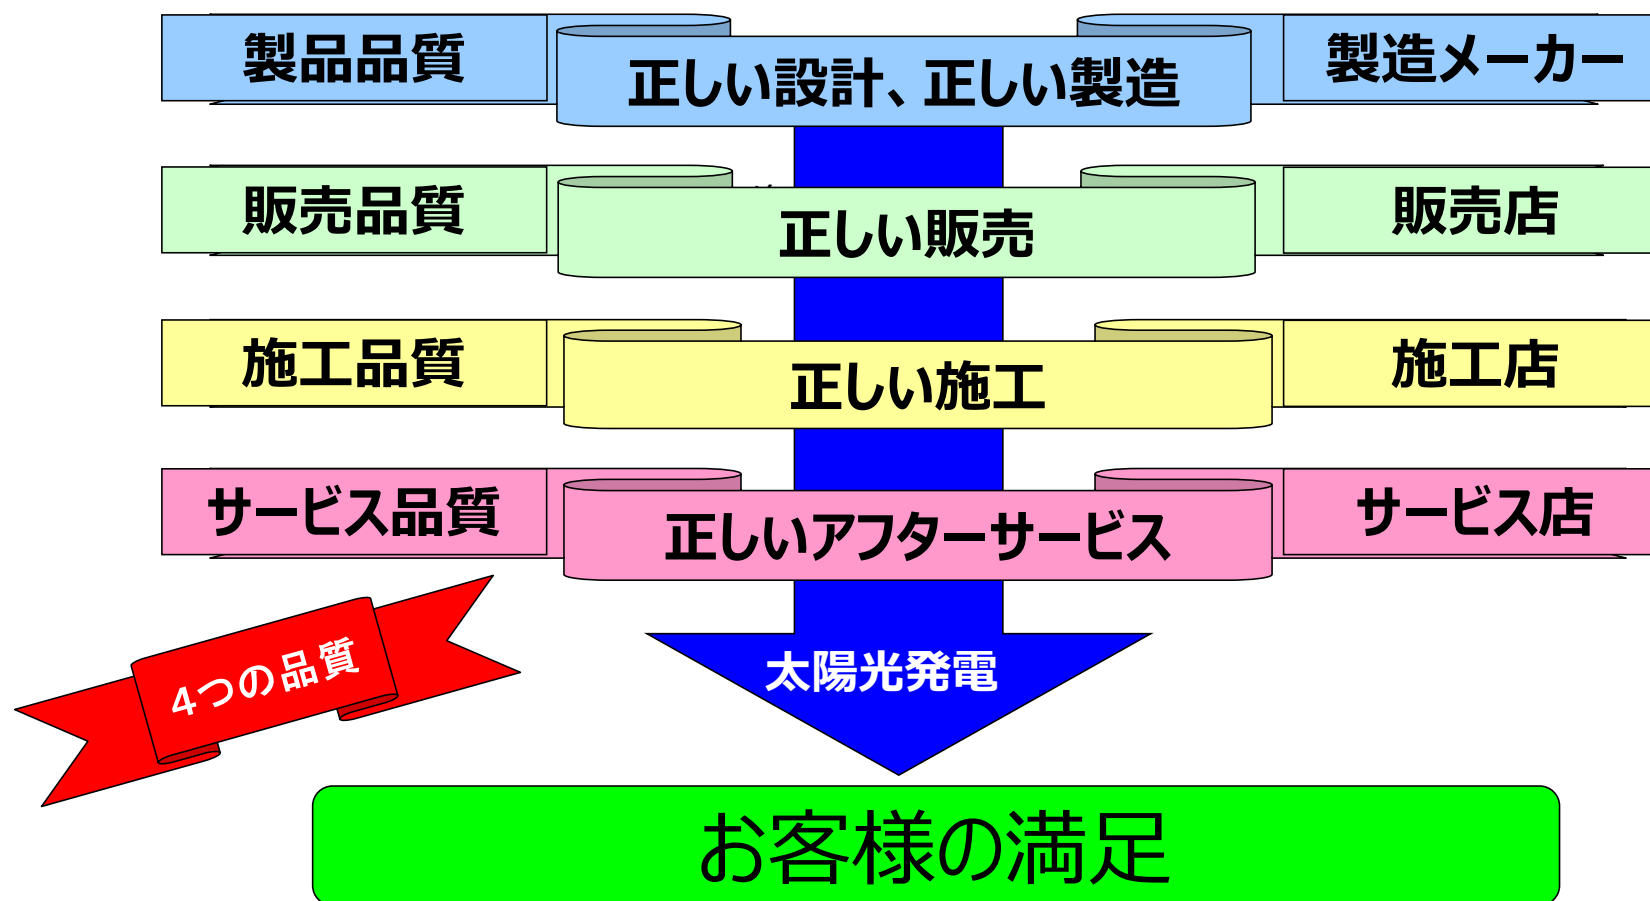 製品品質
正しい設計、正しい製造
製造メーカー
販売品質
正しい販売
販売店
施工品質
正しい施工
施工店
サービス品質
正しいアフターサービス
サービス店
4つの品質
太陽光発電
お客様の満足